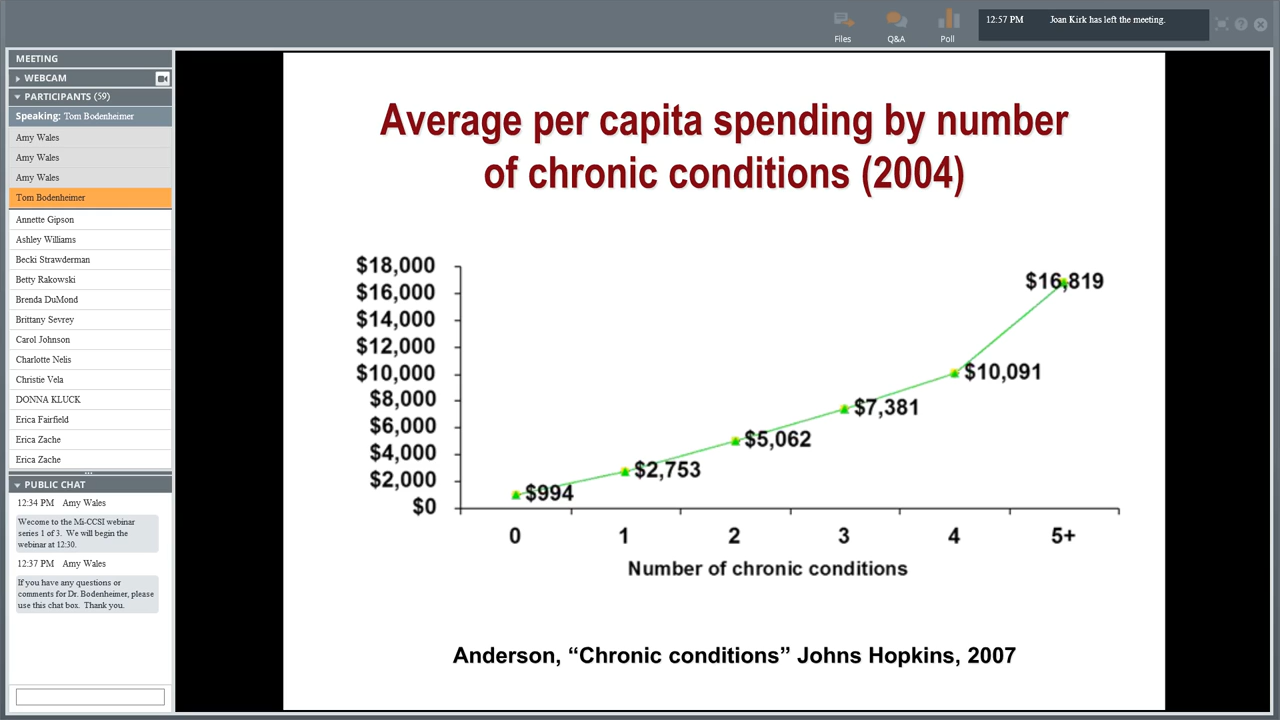 Files
Q&A
Poll
12:57 PM Joan Kirk has left the meeting.
MEETING
WEBCAM
PARTICIPANTS (59)
Speaking: Tom Bodenheimer
Amy Wales
Amy Wales
Amy Wales
Tom Bodenheimer
Annette Gipson
Ashley Williams
Becki Strawderman
Betty Rakowski
Brenda DuMond
Brittany Sevrey
Carol Johnson
Charlotte Nelis
Christie Vela
DONNA KLUCK
Erica Fairfield
Erica Zache
Erica Zache
PUBLIC CHAT
12:34 PM Amy Wales
Wecome to the Mi-CCSI webinar
series 1 of 3. We will begin the
webinar at 12:30.
12:37 PM Amy Wales
If you have any questions or
comments for Dr. Bodenheimer, please
use this chat box. Thank you.
Average per capita spending by number
of chronic conditions (2004)
$18,000
$16,000
$14,000
$12,000
$10,000
$8,000
$6,000
$4,000
$2,000
$0
$994
$2,753
$5,062
$7,381
$10,091
$16,819
0 1 2 3 4 5+
Number of chronic conditions
Anderson, “Chronic conditions” Johns Hopkins, 2007